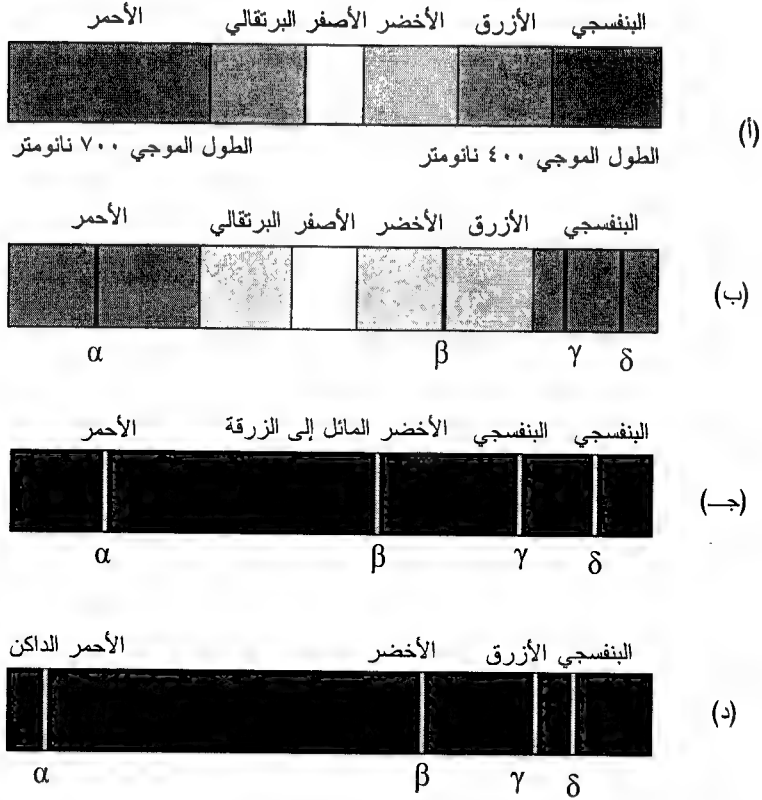 البنفسجي الأزرق الأخضر الأصفر البرتقالي الأحمر
(أ)
الطول الموجي ٤٠٠ نانومتر الطول الموجي ٧٠٠ نانومتر
البنفسجي الأزرق الأخضر الأصفر البرتقالي الأحمر
(ب)
α β γ δ
البنفسجي البنفسجي الأخضر المائل إلى الزرقة الأحمر
(جـ)
α β γ δ
البنفسجي الأزرق الأخضر الأحمر الداكن
(د)
α β γ δ